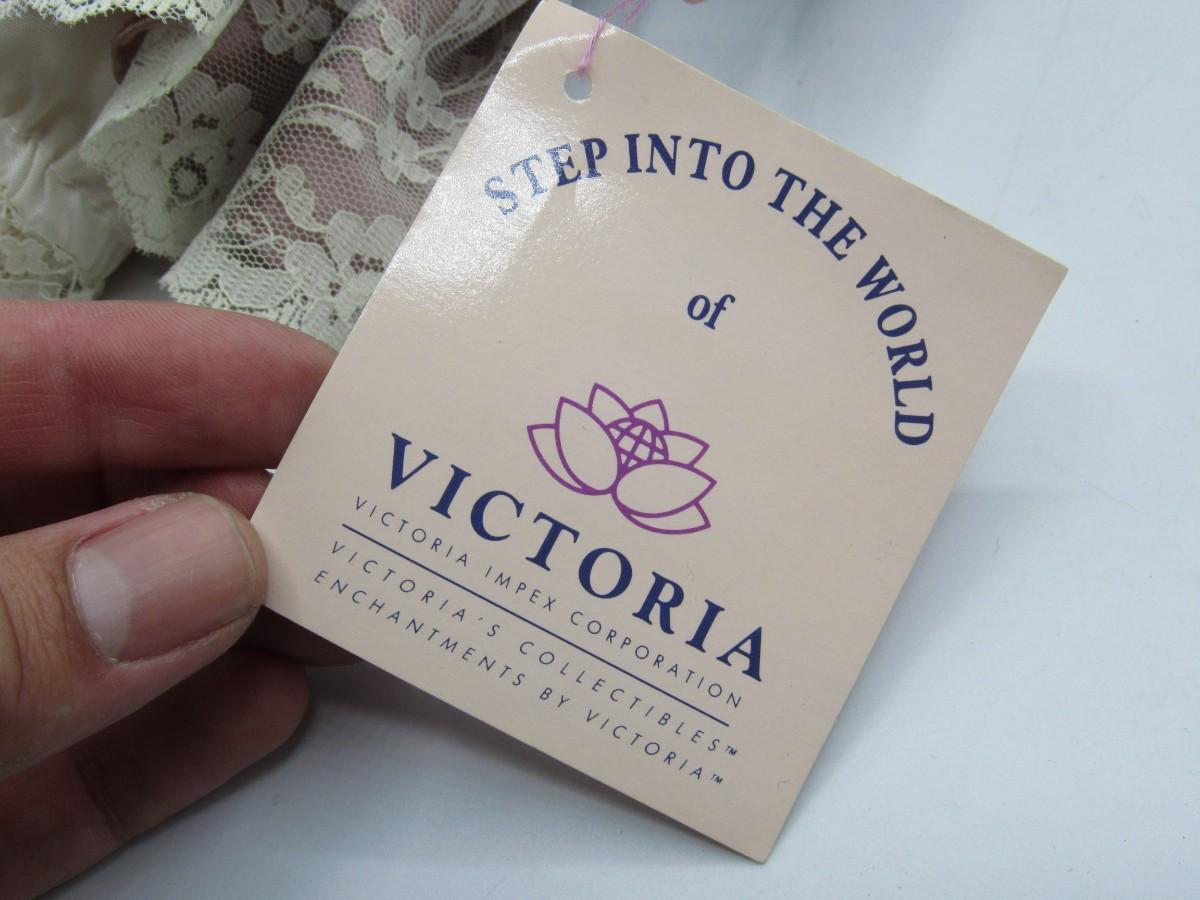 STEP INTO THE WORLD
of
VICTORIA
VICTORIA IMPEX CORPORATION
VICTORIA'S COLLECTIBLES™
ENCHANTMENTS BY VICTORIA™